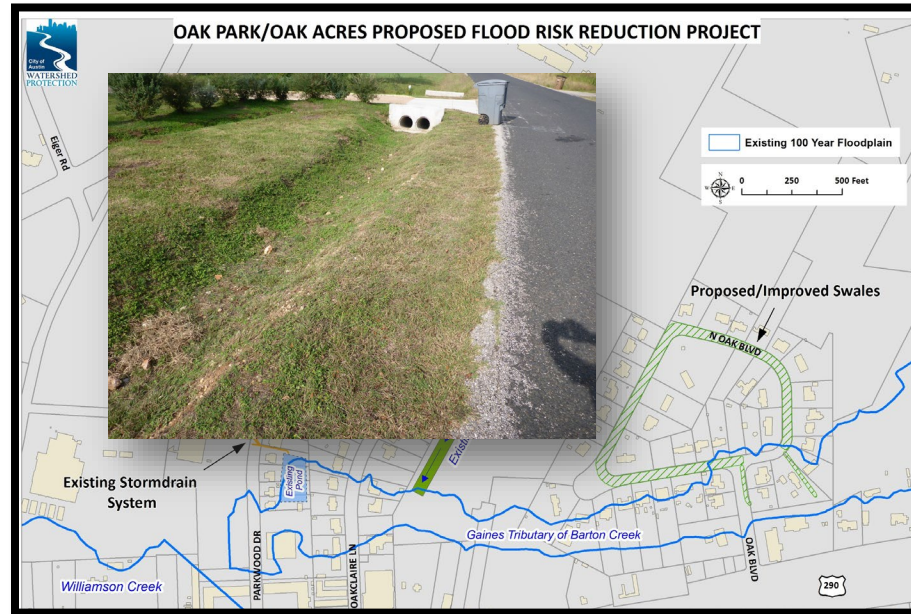 OAK PARK/OAK ACRES PROPOSED FLOOD RISK REDUCTION PROJECT
City of
Austin
WATERSHED
PROTECTION
Eiger Rd
Existing 100 Year Floodplain
N
W E
S
0 250 500 Feet
Proposed/Improved Swales
N OAK BLVD
Existing Stormdrain
System
Existing
Pond
Gaines Tributary of Barton Creek
Williamson Creek
PARKWOOD DR
OAKCLAIRE LN
OAK BLVD
290